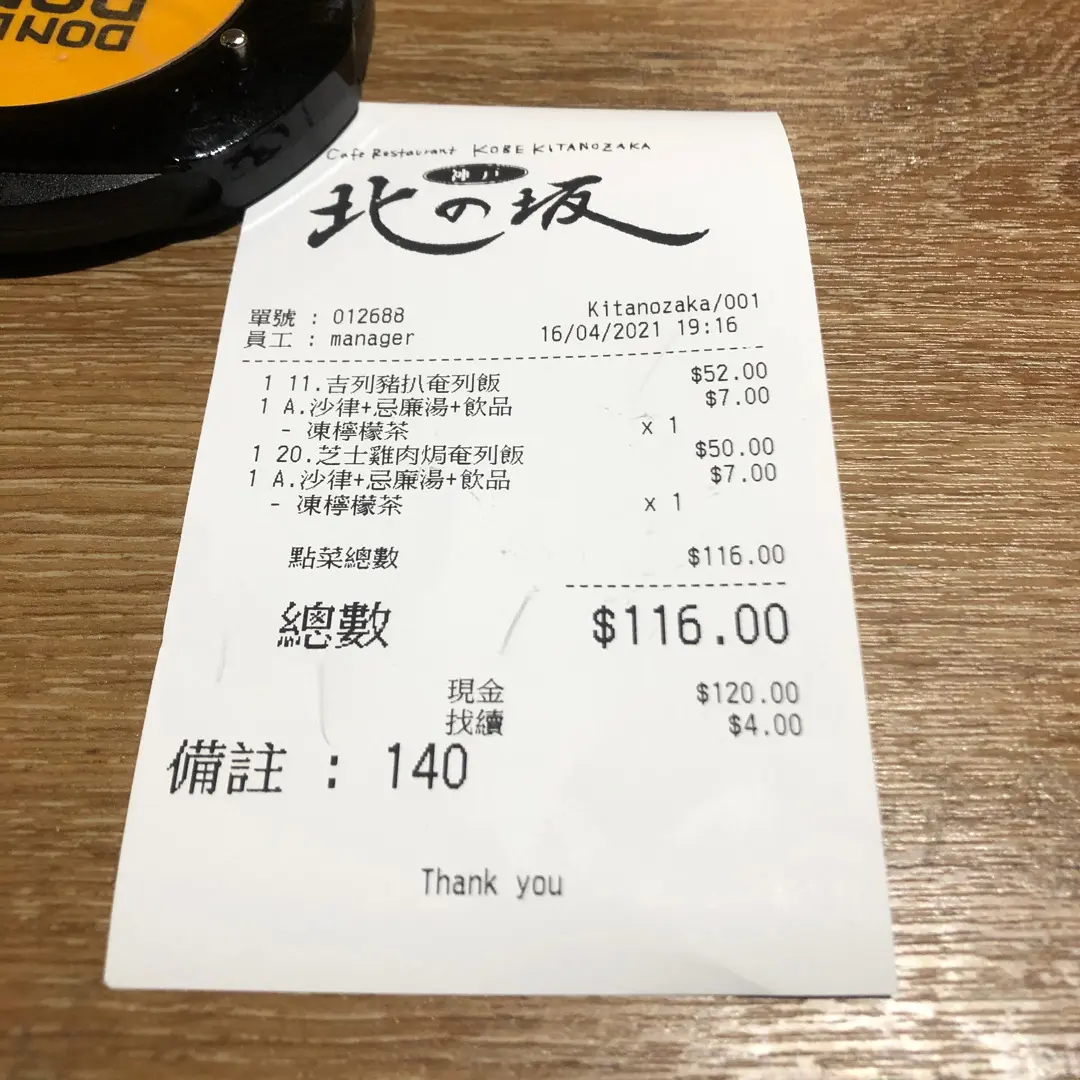 DON DON
DON
Cafe Restaurant KOBE KITANOZAKA
神戸
北の坂
單號 : 012688 Kitanozaka/001
員工 : manager 16/04/2021 19:16
1 11.吉列豬扒奄列飯 $52.00
1 A.沙律+忌廉湯+飲品 $7.00
- 凍檸檬茶 x 1
1 20.芝士雞肉焗奄列飯 $50.00
1 A.沙律+忌廉湯+飲品 $7.00
- 凍檸檬茶 x 1
點菜總數 $116.00
總數 $116.00
現金 $120.00
找續 $4.00
備註 : 140
Thank you